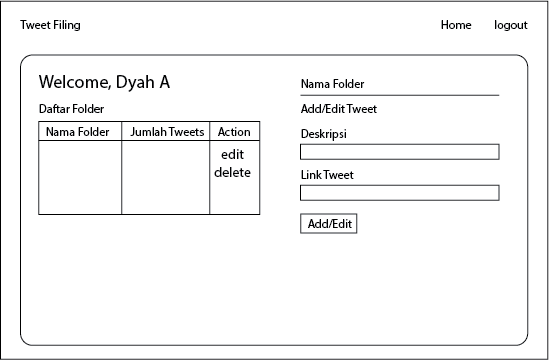 Tweet Filing
Home logout
Welcome, Dyah A
Daftar Folder
Nama Folder Jumlah Tweets Action
edit
delete
Nama Folder
Add/Edit Tweet
Deskripsi
Link Tweet
Add/Edit